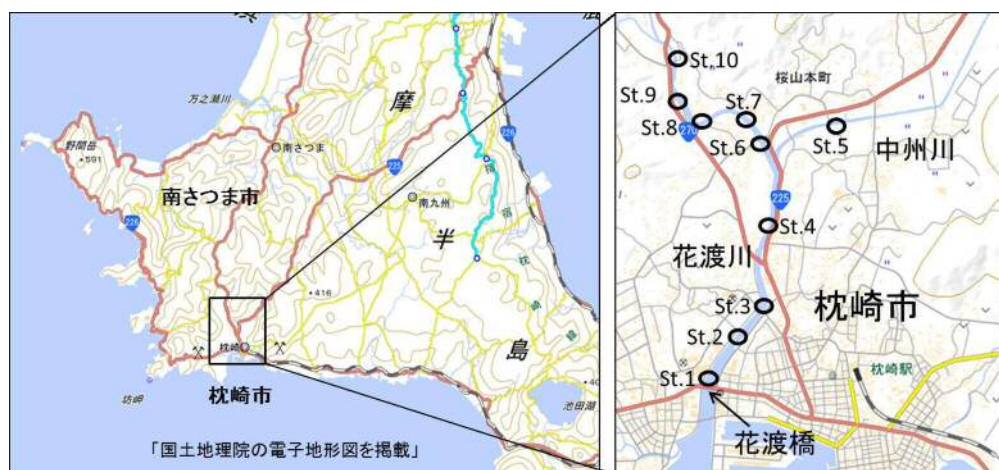 万之瀬川
野間岳
・591
南さつま
南さつま市
226
摩
225
226
南九州
半
・416
枕崎
島
枕崎市
坊岬
池田湖
「国土地理院の電子地形図を掲載」
St.10
桜山本町
St.9
St.7
St.8
270
St.6
St.5
中州川
225
St.4
花渡川
St.3
枕崎市
St.2
枕崎駅
St.1
花渡橋